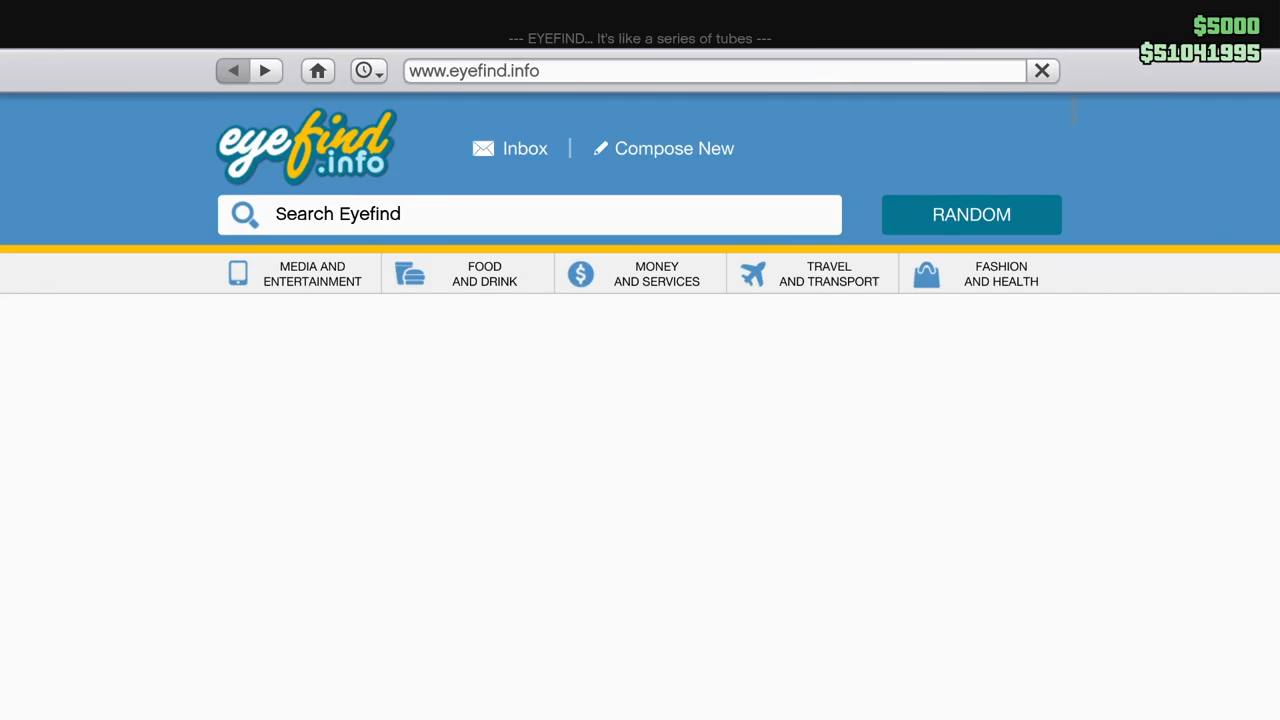 $5000
--- EYEFIND... It's like a series of tubes ---
$51041995
www.eyefind.info
eyefind
.info
Inbox
Compose New
Search Eyefind
RANDOM
MEDIA AND
ENTERTAINMENT
FOOD
AND DRINK
MONEY
AND SERVICES
TRAVEL
AND TRANSPORT
FASHION
AND HEALTH